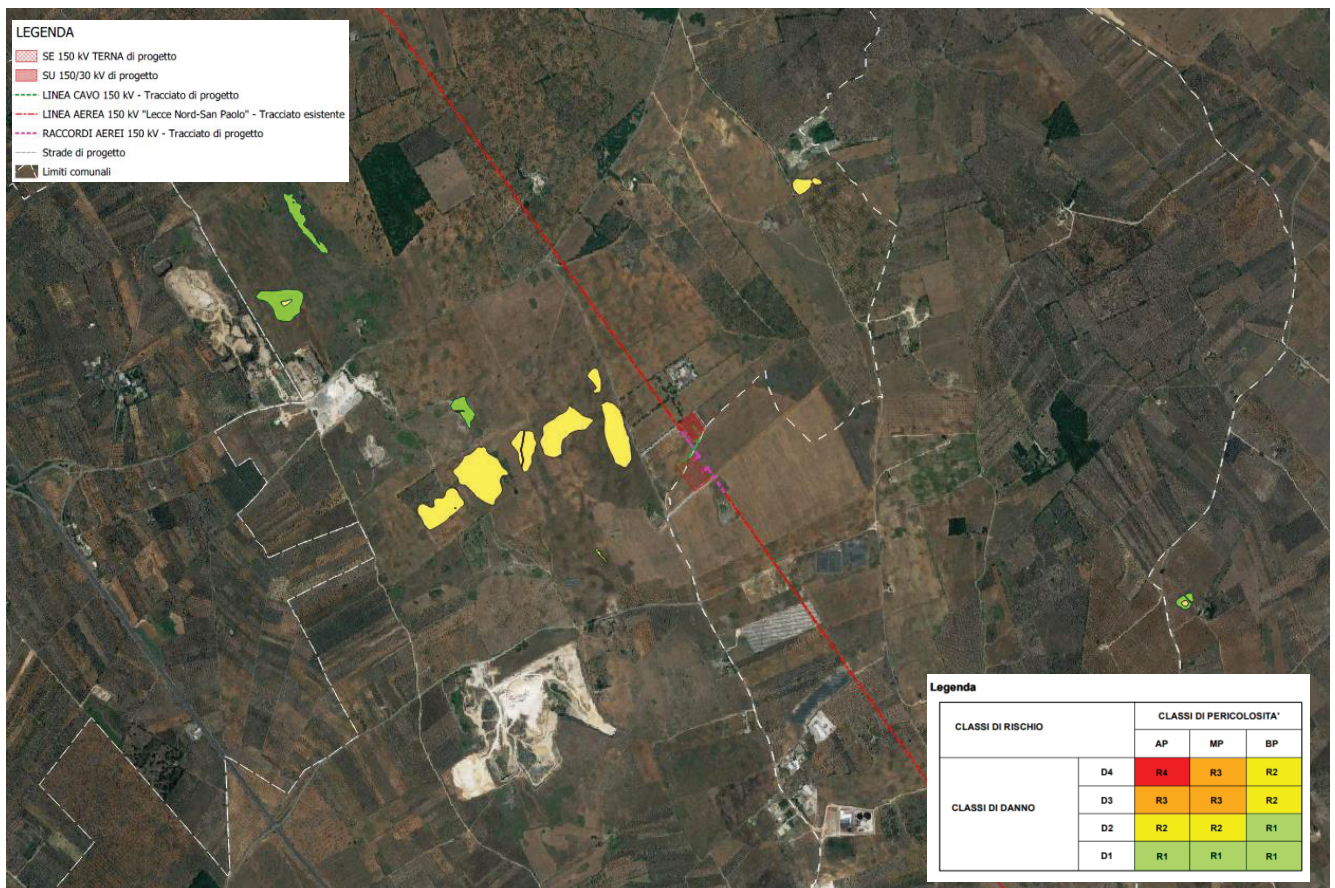 LEGENDA
SE 150 kV TERNA di progetto
SU 150/30 kV di progetto
LINEA CAVO 150 kV - Tracciato di progetto
LINEA AEREA 150 kV "Lecce Nord-San Paolo" - Tracciato esistente
RACCORDI AEREI 150 kV - Tracciato di progetto
Strade di progetto
Limiti comunali
Legenda
CLASSI DI RISCHIO
CLASSI DI PERICOLOSITA'
AP MP BP
CLASSI DI DANNO
D4 R4 R3 R2
D3 R3 R3 R2
D2 R2 R2 R1
D1 R1 R1 R1